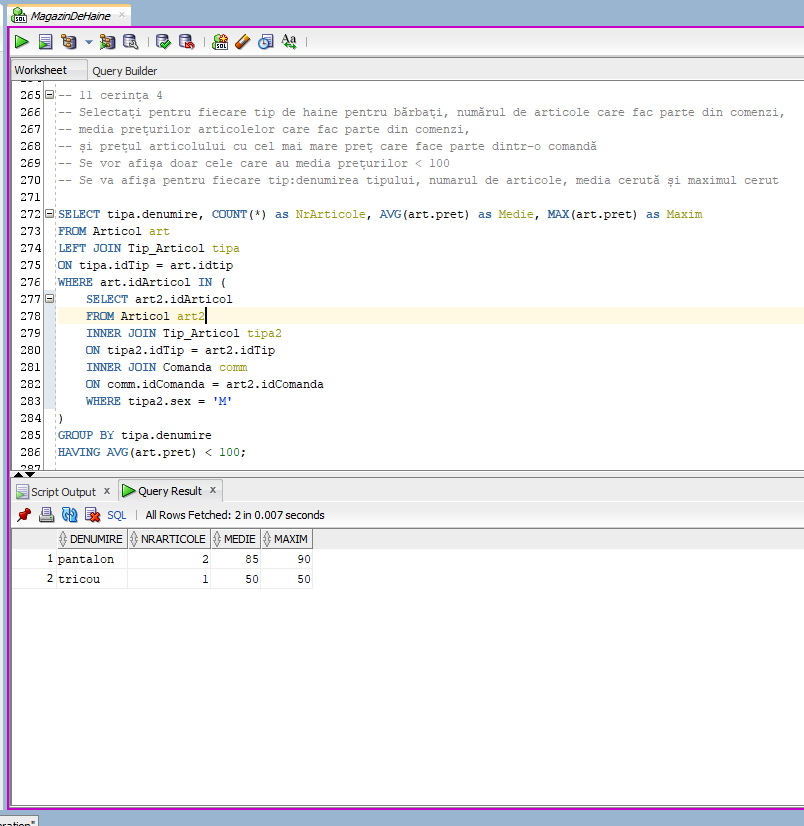 MagazinDeHaine
Worksheet Query Builder
265 -- 11 cerința 4
266 -- Selectați pentru fiecare tip de haine pentru bărbați, numărul de articole care fac parte din comenzi,
267 -- media prețurilor articolelor care fac parte din comenzi,
268 -- și prețul articolului cu cel mai mare preț care face parte dintr-o comandă
269 -- Se vor afișa doar cele care au media prețurilor < 100
270 -- Se va afișa pentru fiecare tip:denumirea tipului, numarul de articole, media cerută și maximul cerut
271
272 SELECT tipa.denumire, COUNT(*) as NrArticole, AVG(art.pret) as Medie, MAX(art.pret) as Maxim
273 FROM Articol art
274 LEFT JOIN Tip_Articol tipa
275 ON tipa.idTip = art.idtip
276 WHERE art.idArticol IN (
277 SELECT art2.idArticol
278 FROM Articol art2
279 INNER JOIN Tip_Articol tipa2
280 ON tipa2.idTip = art2.idTip
281 INNER JOIN Comanda comm
282 ON comm.idComanda = art2.idComanda
283 WHERE tipa2.sex = 'M'
284 )
285 GROUP BY tipa.denumire
286 HAVING AVG(art.pret) < 100;
287
Script Output x Query Result x
SQL | All Rows Fetched: 2 in 0.007 seconds
DENUMIRE NRARTICOLE MEDIE MAXIM
1 pantalon 2 85 90
2 tricou 1 50 50